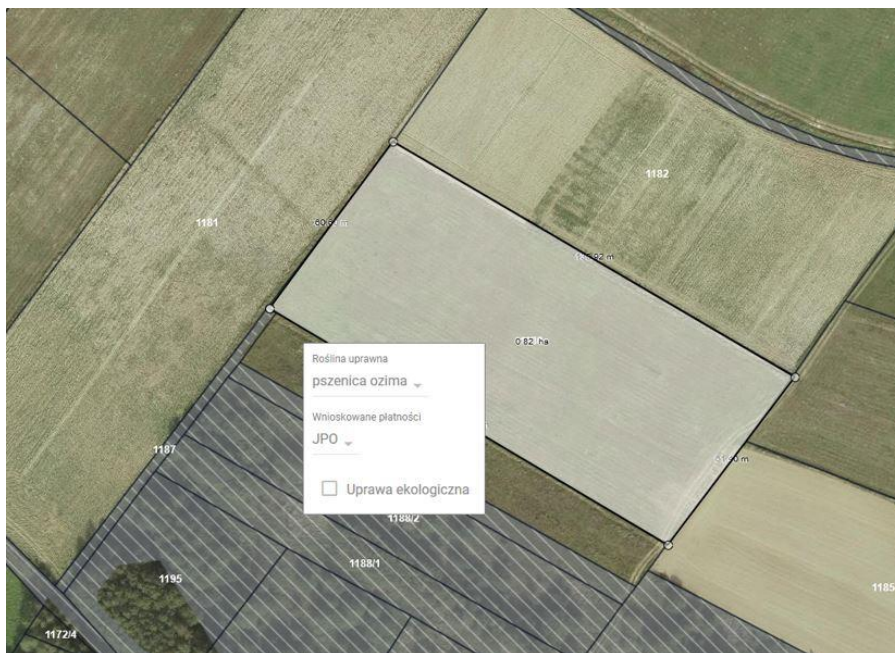 1182
1181
0.82 ha
Roślina uprawna
pszenica ozima
Wnioskowane płatności
JPO
Uprawa ekologiczna
1187
1188/2
1188/1
1195
1185
1172/4